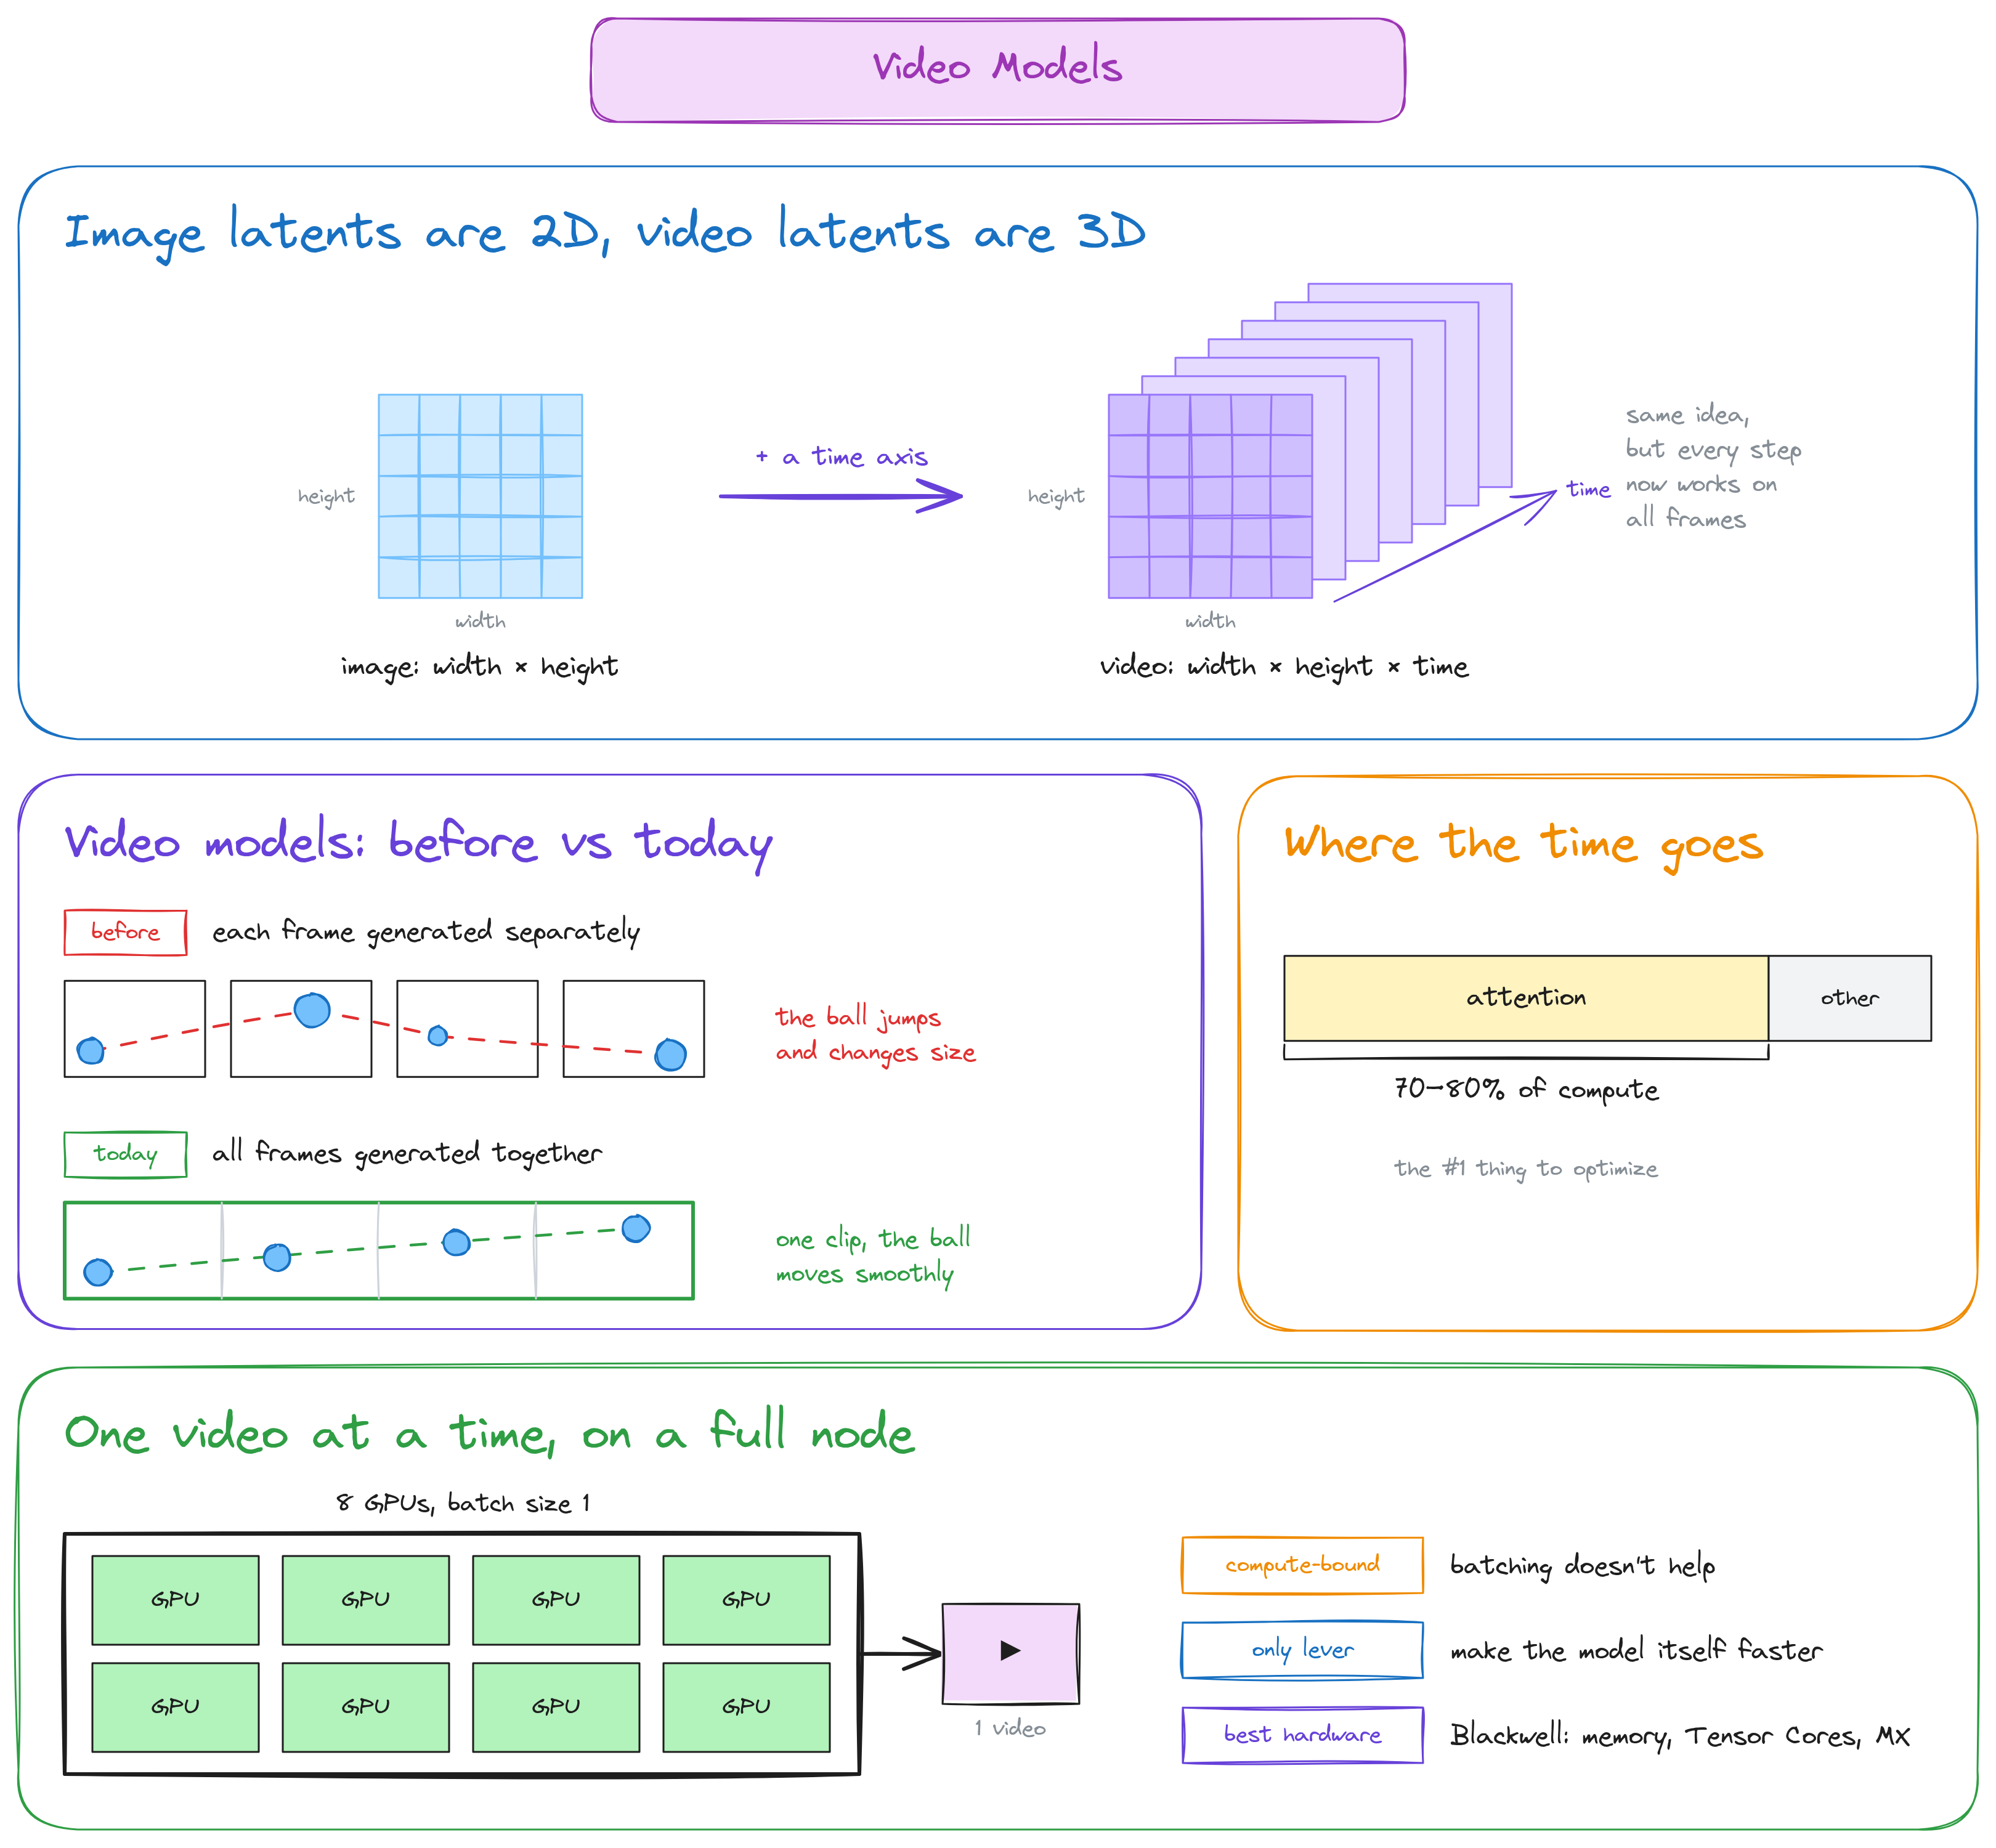 Video Models
Image latents are 2D, video latents are 3D
+ a time axis
height
width
image: width × height
height
width
time
video: width × height × time
same idea,
but every step
now works on
all frames
Video models: before vs today
before
each frame generated separately
the ball jumps
and changes size
today
all frames generated together
one clip, the ball
moves smoothly
Where the time goes
attention
other
70-80% of compute
the #1 thing to optimize
One video at a time, on a full node
8 GPUs, batch size 1
GPU
GPU
GPU
GPU
GPU
GPU
GPU
GPU
1 video
compute-bound
batching doesn't help
only lever
make the model itself faster
best hardware
Blackwell: memory, Tensor Cores, MX